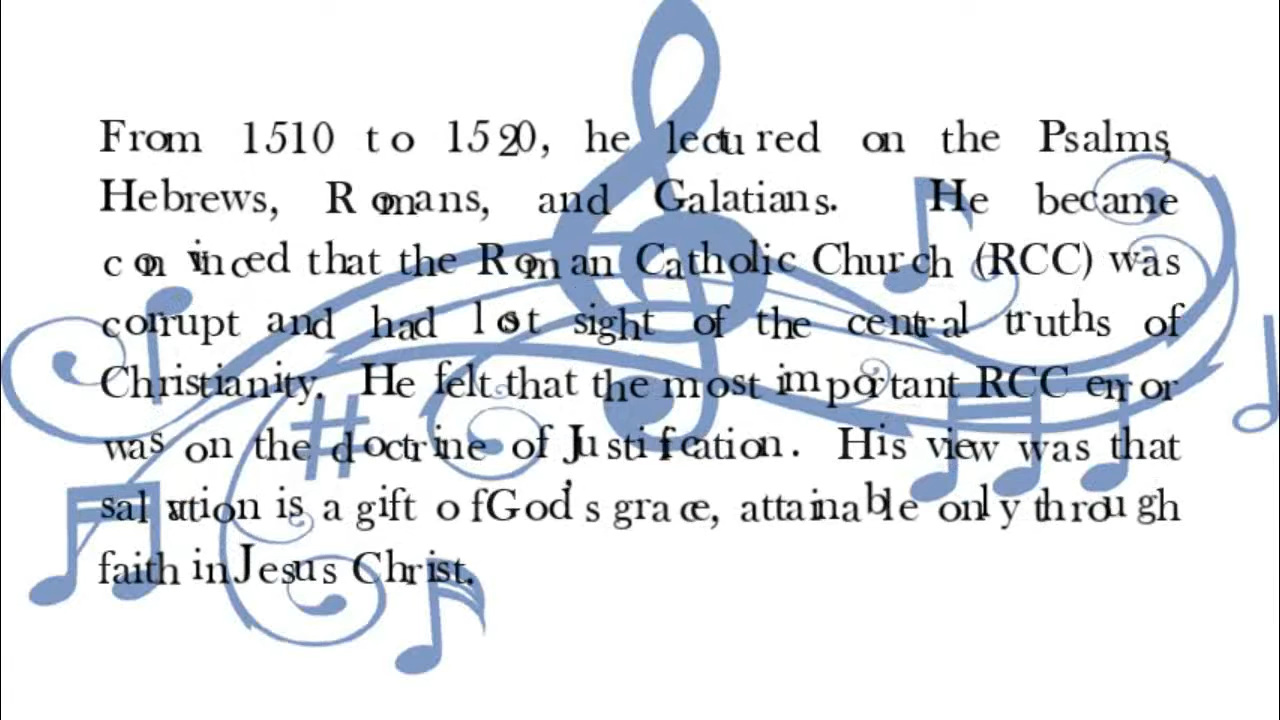 From 1510 to 1520, he lectured on the Psalms,
Hebrews, Romans, and Galatians. He became
convinced that the Roman Catholic Church (RCC) was
corrupt and had lost sight of the central truths of
Christianity. He felt that the most important RCC error
was on the doctrine of Justification. His view was that
salvation is a gift of God's grace, attainable only through
faith in Jesus Christ.